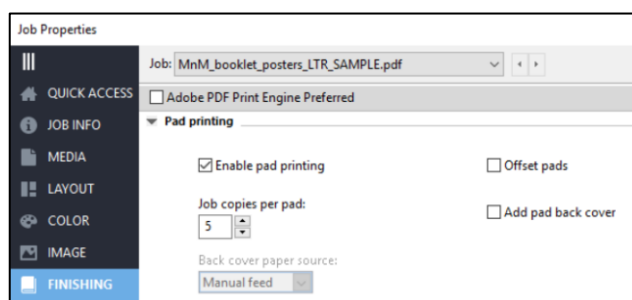 Job Properties
Job: MnM_booklet_posters_LTR_SAMPLE.pdf
QUICK ACCESS
Adobe PDF Print Engine Preferred
JOB INFO
Pad printing
MEDIA
Enable pad printing
Offset pads
LAYOUT
Job copies per pad:
Add pad back cover
COLOR
5
IMAGE
Back cover paper source:
FINISHING
Manual feed